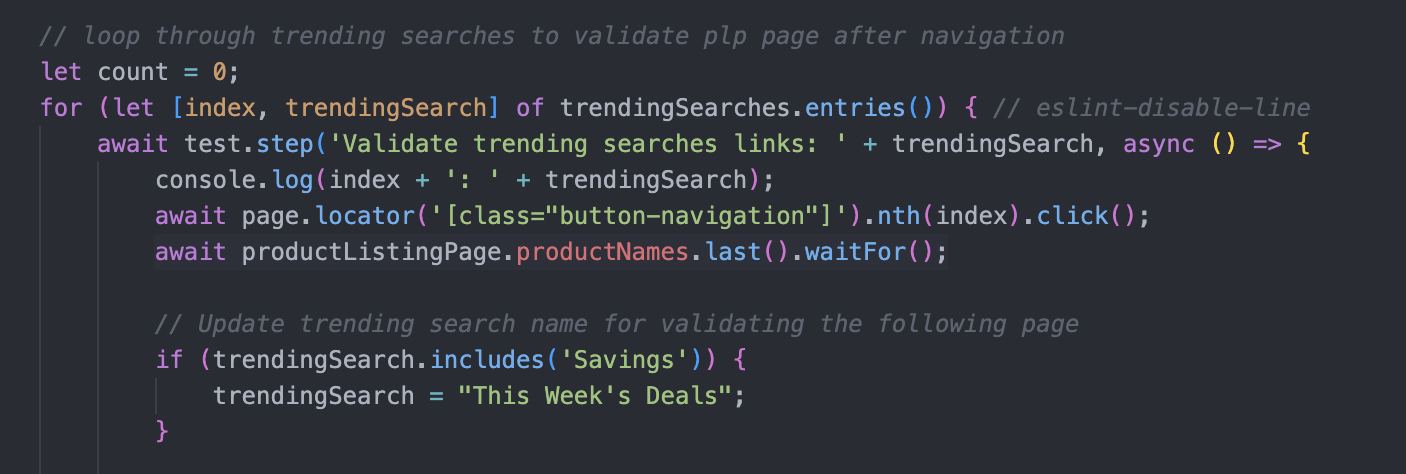 // loop through trending searches to validate plp page after navigation
let count = 0;
for (let [index, trendingSearch] of trendingSearches.entries()) { // eslint-disable-line
await test.step('Validate trending searches links: ' + trendingSearch, async () => {
console.log(index + ': ' + trendingSearch);
await page.locator('[class="button-navigation"]').nth(index).click();
await productListingPage.productNames.last().waitFor();
// Update trending search name for validating the following page
if (trendingSearch.includes('Savings')) {
trendingSearch = "This Week's Deals";
}